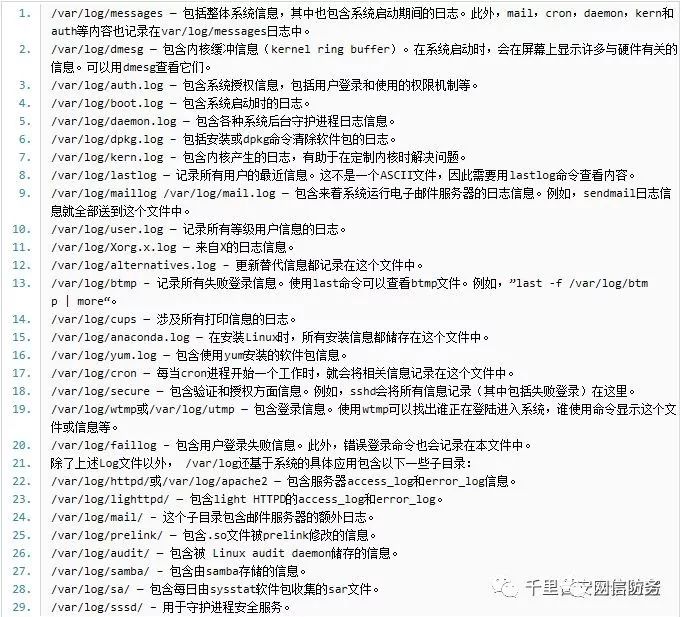 1. /var/log/messages – 包括整体系统信息，其中也包含系统启动期间的日志。此外，mail，cron，daemon，kern和
auth等内容也记录在var/log/messages日志中。
2. /var/log/dmesg – 包含内核缓冲信息（kernel ring buffer）。在系统启动时，会在屏幕上显示许多与硬件有关的
信息。可以用dmesg查看它们。
3. /var/log/auth.log – 包含系统授权信息，包括用户登录和使用的权限机制等。
4. /var/log/boot.log – 包含系统启动时的日志。
5. /var/log/daemon.log – 包含各种系统后台守护进程日志信息。
6. /var/log/dpkg.log – 包括安装或dpkg命令清除软件包的日志。
7. /var/log/kern.log – 包含内核产生的日志，有助于在定制内核时解决问题。
8. /var/log/lastlog — 记录所有用户的最近信息。这不是一个ASCII文件，因此需要用lastlog命令查看内容。
9. /var/log/maillog /var/log/mail.log — 包含来着系统运行电子邮件服务器的日志信息。例如，sendmail日志信
息就全部送到这个文件中。
10. /var/log/user.log — 记录所有等级用户信息的日志。
11. /var/log/Xorg.x.log — 来自X的日志信息。
12. /var/log/alternatives.log – 更新替代信息都记录在这个文件中。
13. /var/log/btmp – 记录所有失败登录信息。使用last命令可以查看btmp文件。例如，”last -f /var/log/btm
p | more“。
14. /var/log/cups — 涉及所有打印信息的日志。
15. /var/log/anaconda.log — 在安装Linux时，所有安装信息都储存在这个文件中。
16. /var/log/yum.log — 包含使用yum安装的软件包信息。
17. /var/log/cron — 每当cron进程开始一个工作时，就会将相关信息记录在这个文件中。
18. /var/log/secure — 包含验证和授权方面信息。例如，sshd会将所有信息记录（其中包括失败登录）在这里。
19. /var/log/wtmp或/var/log/utmp — 包含登录信息。使用wtmp可以找出谁正在登陆进入系统，谁使用命令显示这个文
件或信息等。
20. /var/log/faillog – 包含用户登录失败信息。此外，错误登录命令也会记录在本文件中。
21. 除了上述Log文件以外， /var/log还基于系统的具体应用包含以下一些子目录：
22. /var/log/httpd/或/var/log/apache2 — 包含服务器access_log和error_log信息。
23. /var/log/lighttpd/ — 包含light HTTPD的access_log和error_log。
24. /var/log/mail/ – 这个子目录包含邮件服务器的额外日志。
25. /var/log/prelink/ — 包含.so文件被prelink修改的信息。
26. /var/log/audit/ — 包含被 Linux audit daemon储存的信息。
27. /var/log/samba/ – 包含由samba存储的信息。
28. /var/log/sa/ — 包含每日由sysstat软件包收集的sar文件。
29. /var/log/sssd/ – 用于守护进程安全服务。
千里 文网信防务